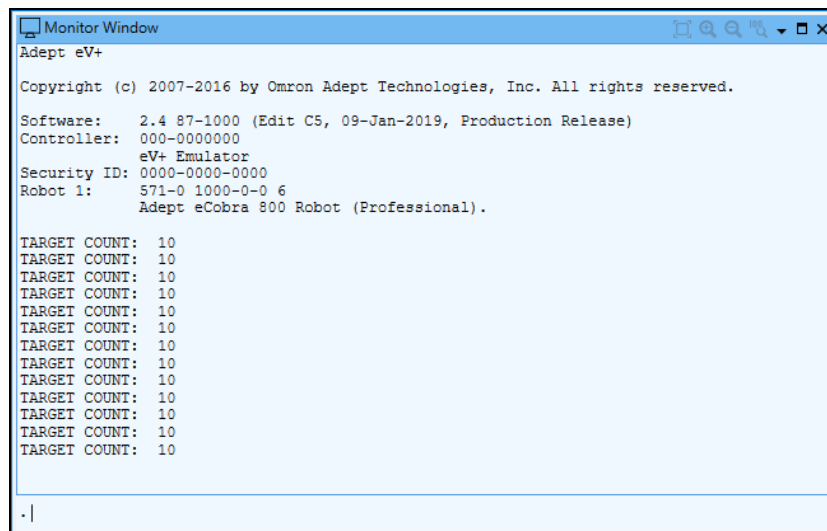 Monitor Window
Adept eV+
Copyright (c) 2007-2016 by Omron Adept Technologies, Inc. All rights reserved.
Software: 2.4 87-1000 (Edit C5, 09-Jan-2019, Production Release)
Controller: 000-0000000
eV+ Emulator
Security ID: 0000-0000-0000
Robot 1: 571-0 1000-0-0 6
Adept eCobra 800 Robot (Professional).
TARGET COUNT: 10
TARGET COUNT: 10
TARGET COUNT: 10
TARGET COUNT: 10
TARGET COUNT: 10
TARGET COUNT: 10
TARGET COUNT: 10
TARGET COUNT: 10
TARGET COUNT: 10
TARGET COUNT: 10
TARGET COUNT: 10
TARGET COUNT: 10
TARGET COUNT: 10
.